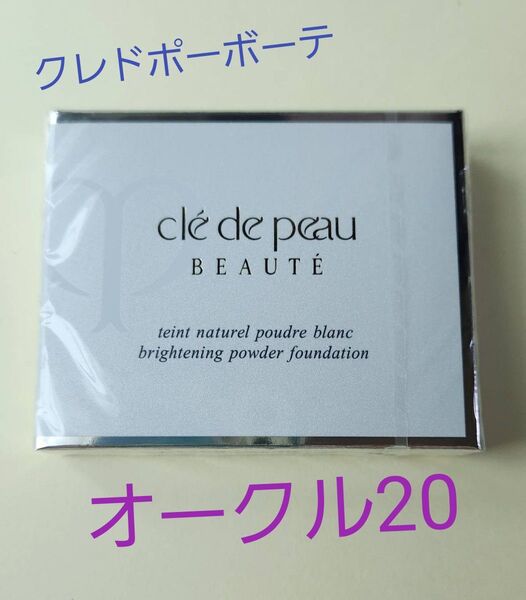 クレドポーボーテ
clé de peau
BEAUTÉ
teint naturel poudre blanc
brightening powder foundation
オークル20